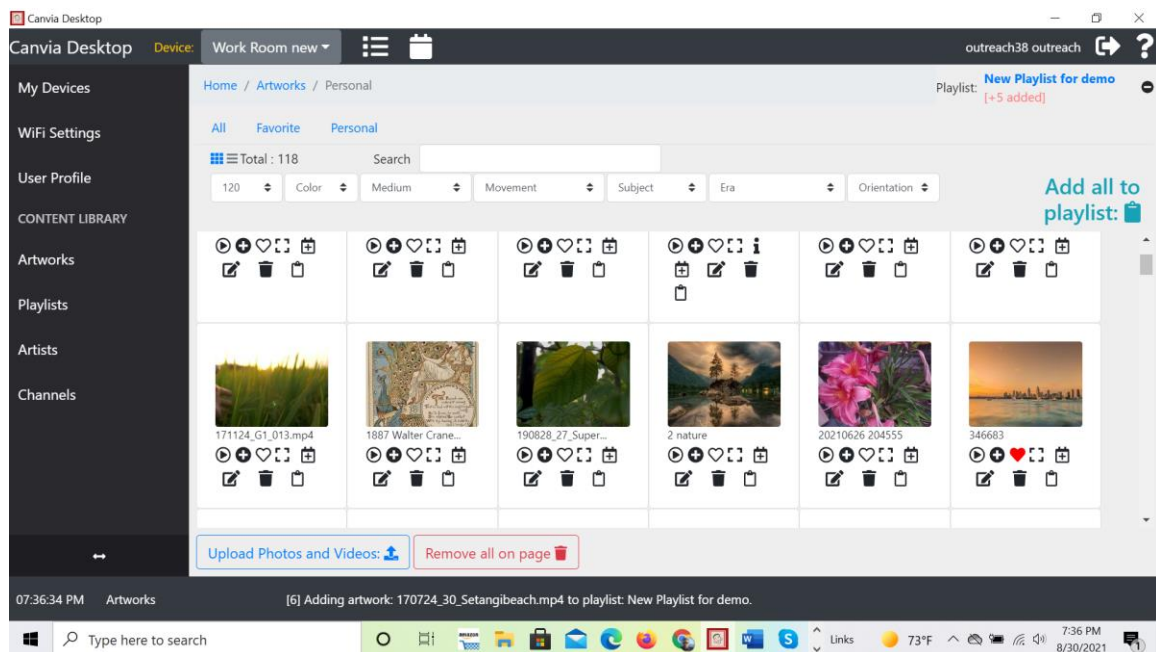 Canvia Desktop
Canvia Desktop Device: Work Room new outreach38 outreach ?
My Devices
WiFi Settings
User Profile
CONTENT LIBRARY
Artworks
Playlists
Artists
Channels
Home / Artworks / Personal
Playlist: New Playlist for demo
[+5 added]
All Favorite Personal
Total : 118 Search
120 Color Medium Movement Subject Era Orientation
Add all to
playlist:
171124_G1_013.mp4
1887 Walter Crane...
190828_27_Super...
2 nature
20210626 204555
346683
Upload Photos and Videos:
Remove all on page
07:36:34 PM Artworks [6] Adding artwork: 170724_30_Setangibeach.mp4 to playlist: New Playlist for demo.
Type here to search
Links
73°F
7:36 PM
8/30/2021